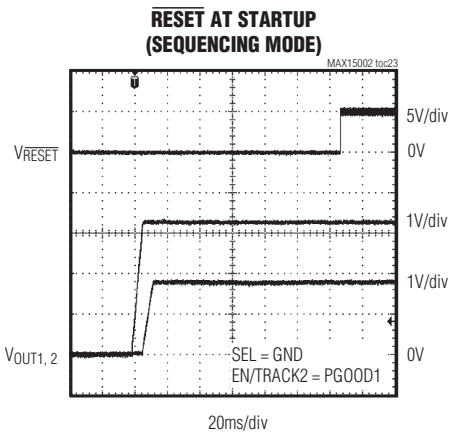 RESET AT STARTUP
(SEQUENCING MODE)
MAX15002 toc23
T
5V/div
VRESET
0V
1V/div
1V/div
VOUT1, 2
SEL = GND
0V
EN/TRACK2 = PGOOD1
20ms/div